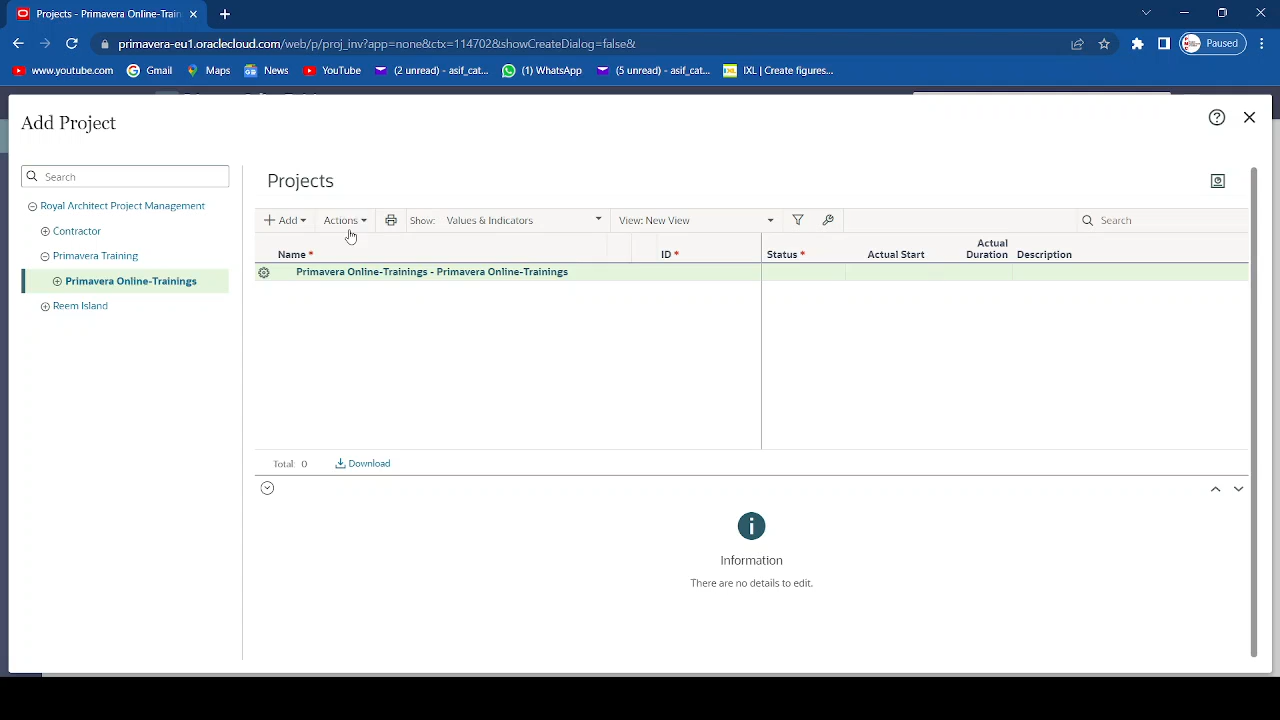 Projects - Primavera Online-Train
primavera-eu1.oraclecloud.com/web/p/proj_inv?app=none&ctx=114702&showCreateDialog=false&
Paused
www.youtube.com Gmail Maps News YouTube (2 unread) - asif_cat... (1) WhatsApp (5 unread) - asif_cat... IXL | Create figures...
Add Project
Search
Royal Architect Project Management
Contractor
Primavera Training
Primavera Online-Trainings
Reem Island
Projects
Add Actions Show: Values & Indicators View: New View Search
Name * ID * Status * Actual Start Actual Duration Description
Primavera Online-Trainings - Primavera Online-Trainings
Total: 0 Download
Information
There are no details to edit.